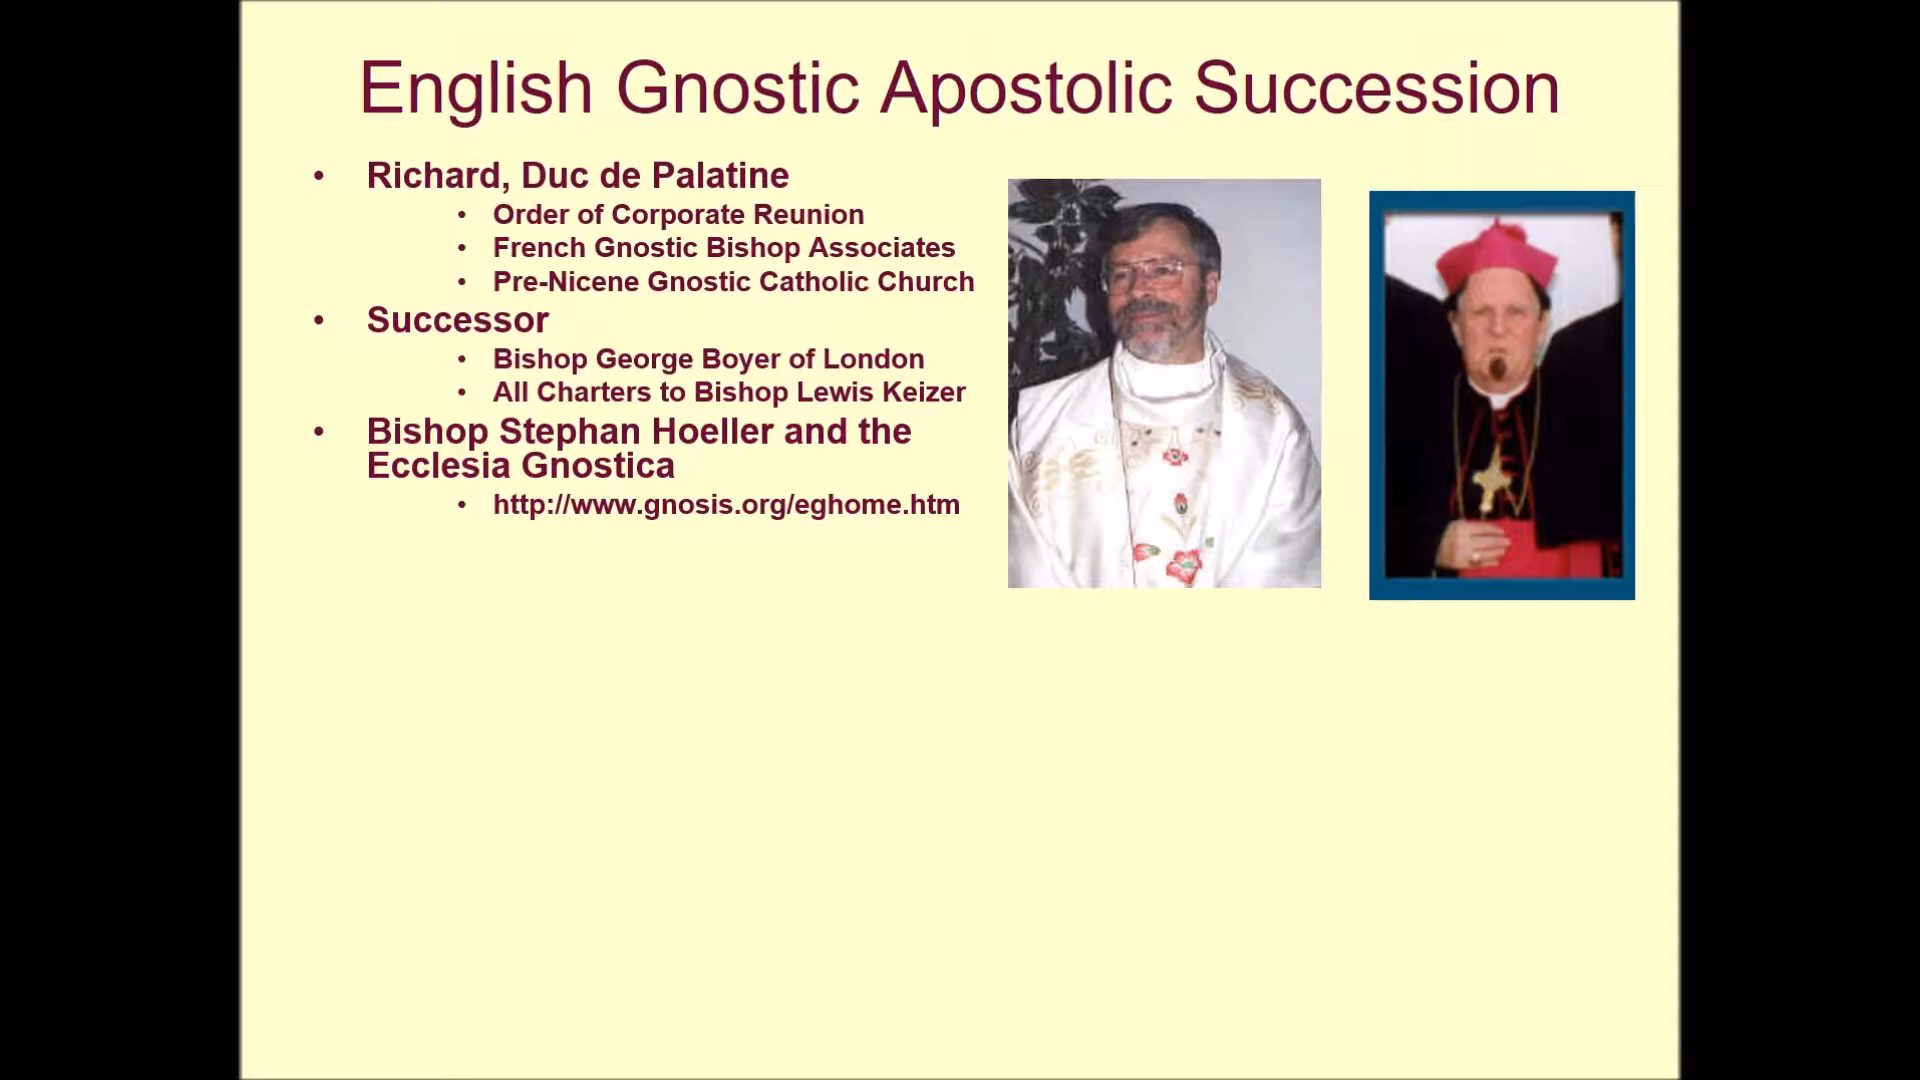 English Gnostic Apostolic Succession
• Richard, Duc de Palatine
• Order of Corporate Reunion
• French Gnostic Bishop Associates
• Pre-Nicene Gnostic Catholic Church
• Successor
• Bishop George Boyer of London
• All Charters to Bishop Lewis Keizer
• Bishop Stephan Hoeller and the
Ecclesia Gnostica
• http://www.gnosis.org/eghome.htm